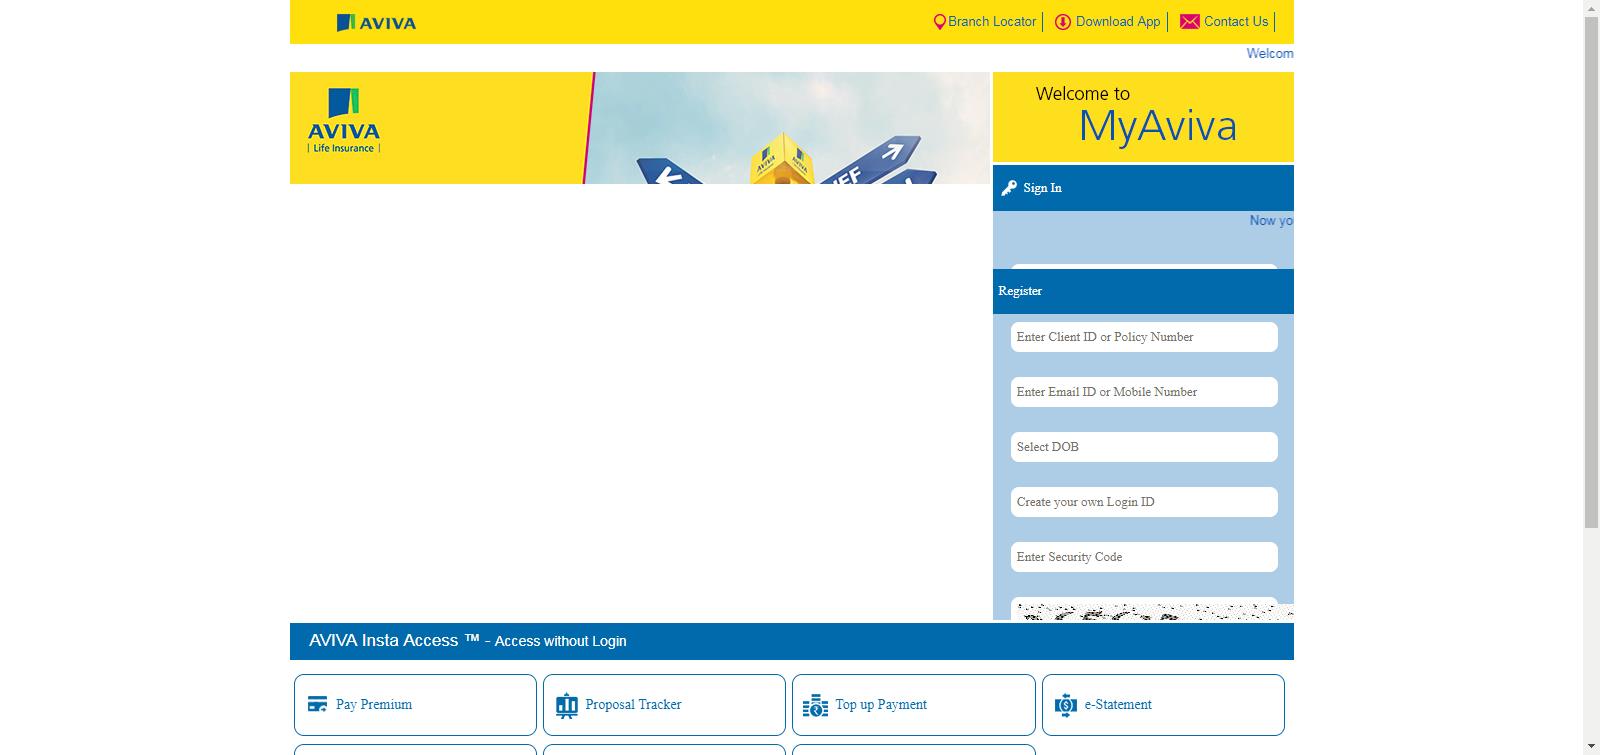 AVIVA
Branch Locator
Download App
Contact Us
Welcom
AVIVA
Life Insurance
Welcome to
MyAviva
Sign In
Now yo
Register
Enter Client ID or Policy Number
Enter Email ID or Mobile Number
Select DOB
Create your own Login ID
Enter Security Code
AVIVA Insta Access ™ - Access without Login
Pay Premium
Proposal Tracker
Top up Payment
e-Statement